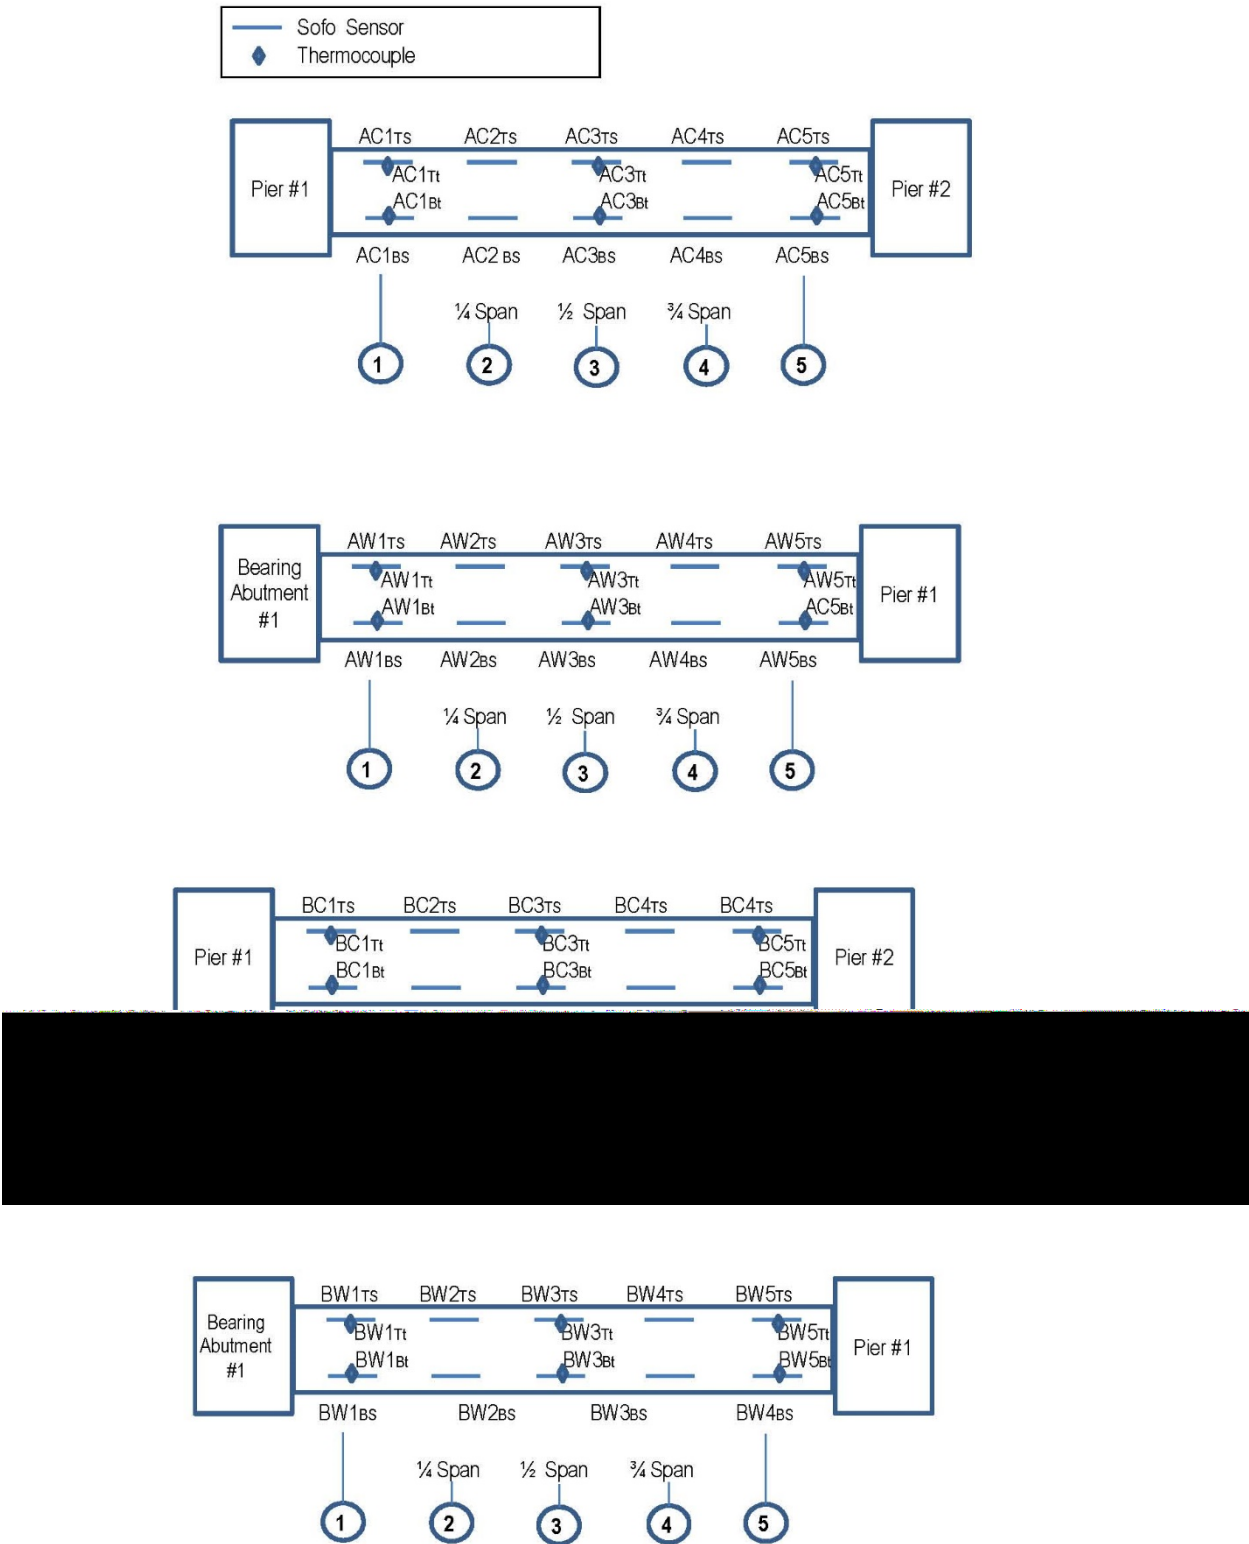 Sofo Sensor
Thermocouple
AC1TS AC2TS AC3TS AC4TS AC5TS
Pier #1 AC1Tt AC3Tt AC5Tt Pier #2
AC1Bt AC3Bt AC5Bt
AC1BS AC2 BS AC3BS AC4BS AC5BS
¼ Span ½ Span ¾ Span
1 2 3 4 5
AW1TS AW2TS AW3TS AW4TS AW5TS
Bearing Abutment #1 AW1Tt AW3Tt AW5Tt Pier #1
AW1Bt AW3Bt AC5Bt
AW1BS AW2BS AW3BS AW4BS AW5BS
¼ Span ½ Span ¾ Span
1 2 3 4 5
BC1TS BC2TS BC3TS BC4TS BC4TS
Pier #1 BC1Tt BC3Tt BC5Tt Pier #2
BC1Bt BC3Bt BC5Bt
BW1TS BW2TS BW3TS BW4TS BW5TS
Bearing Abutment #1 BW1Tt BW3Tt BW5Tt Pier #1
BW1Bt BW3Bt BW5Bt
BW1BS BW2BS BW3BS BW4BS
¼ Span ½ Span ¾ Span
1 2 3 4 5